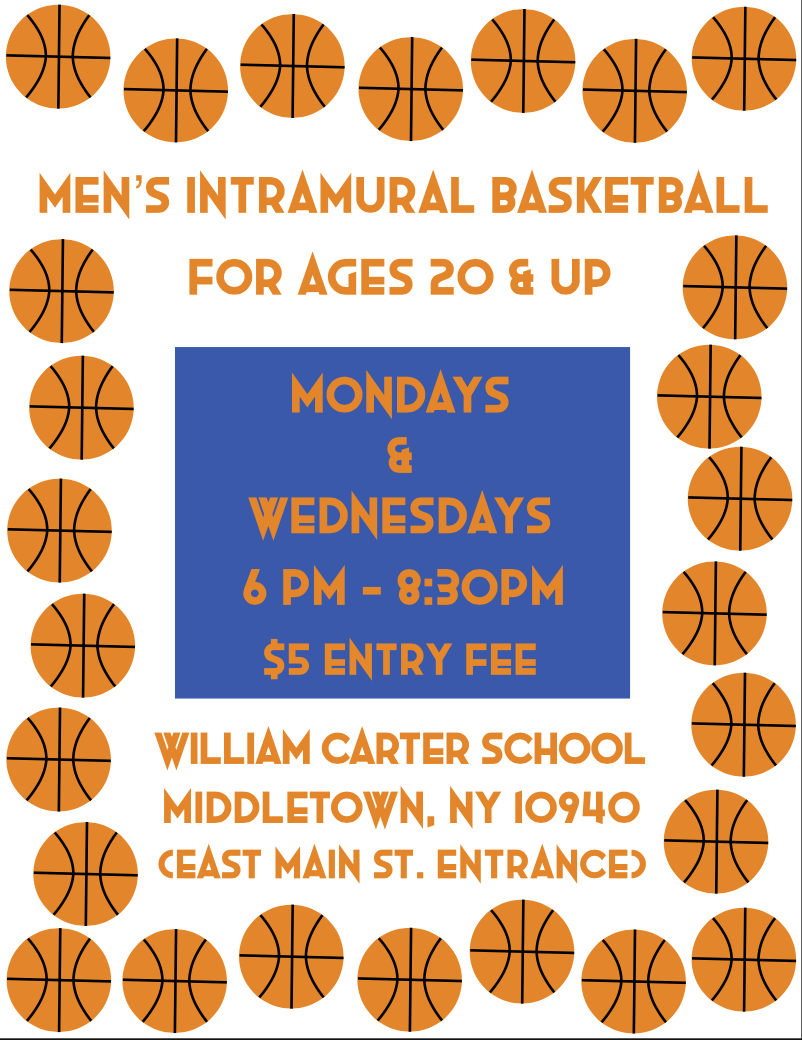 MEN'S INTRAMURAL BASKETBALL
FOR AGES 20 & UP
MONDAYS
&
WEDNESDAYS
6 PM - 8:30PM
$5 ENTRY FEE
WILLIAM CARTER SCHOOL
MIDDLETOWN, NY 10940
(EAST MAIN ST. ENTRANCE)